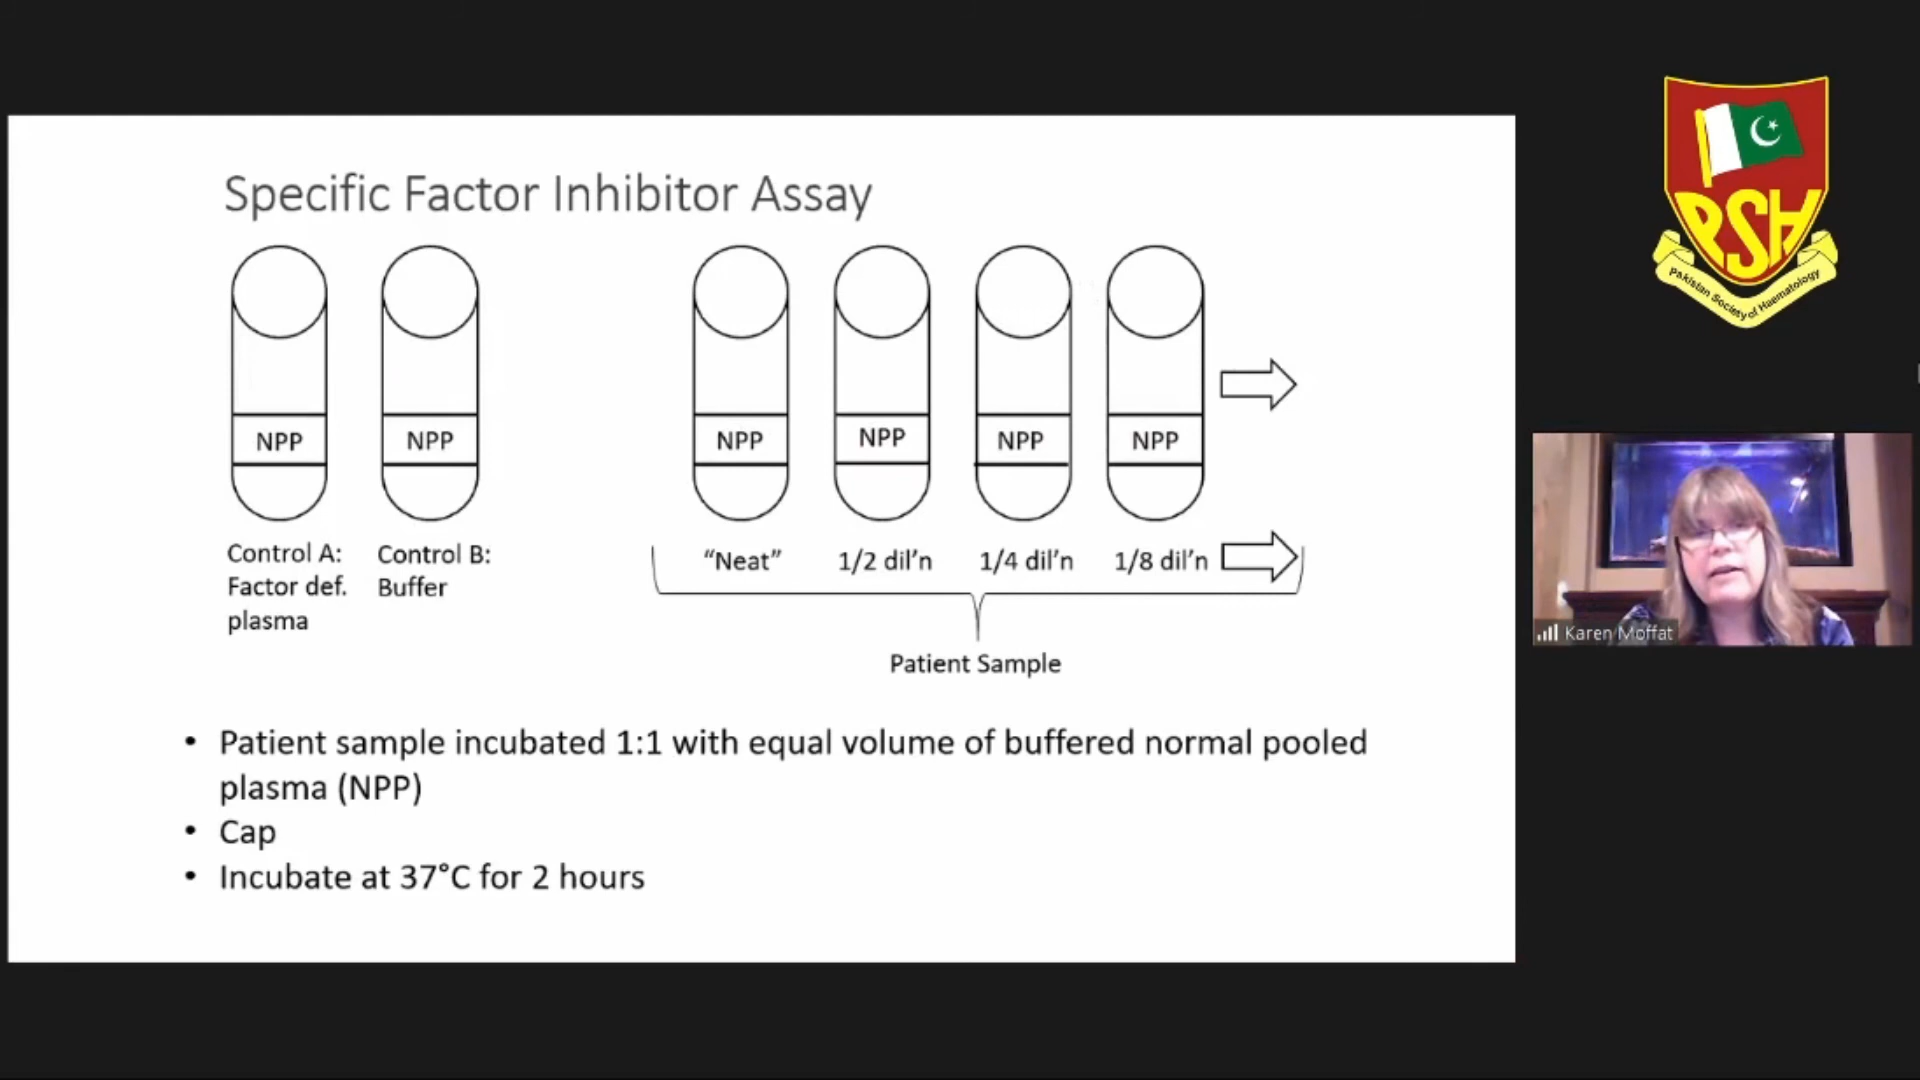 Specific Factor Inhibitor Assay
NPP
NPP
NPP
NPP
NPP
NPP
Control A:
Factor def.
plasma
Control B:
Buffer
“Neat”
1/2 dil’n
1/4 dil’n
1/8 dil’n
Patient Sample
• Patient sample incubated 1:1 with equal volume of buffered normal pooled
plasma (NPP)
• Cap
• Incubate at 37°C for 2 hours
PSH
Pakistan Society of Haematology
Karen Moffat